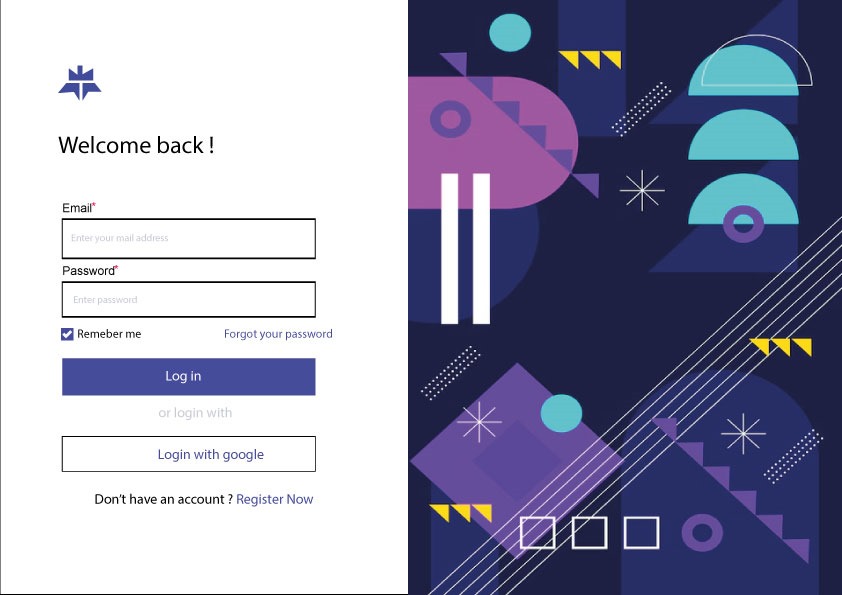 Welcome back !
Email*
Enter your mail address
Password*
Enter password
Remeber me
Forgot your password
Log in
or login with
Login with google
Don't have an account ? Register Now